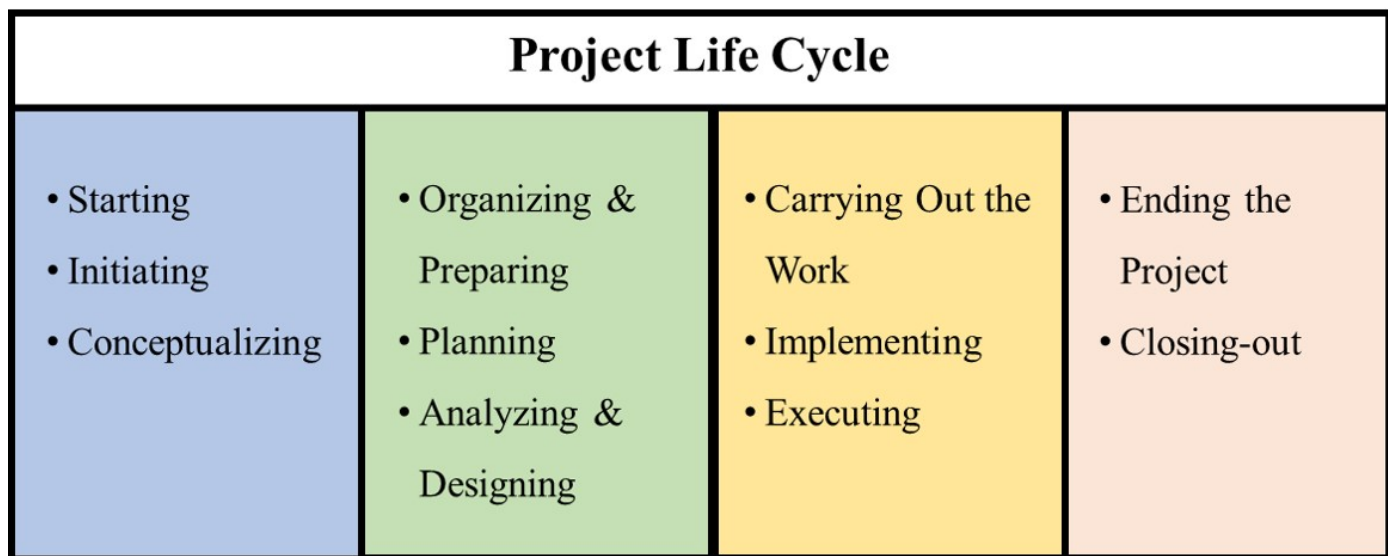 Project Life Cycle
• Starting
• Initiating
• Conceptualizing
• Organizing &
Preparing
• Planning
• Analyzing &
Designing
• Carrying Out the
Work
• Implementing
• Executing
• Ending the
Project
• Closing-out